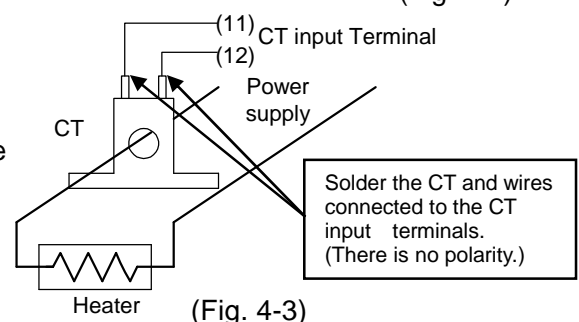 (11)
CT input Terminal
(12)
Power
supply
CT
e
Solder the CT and wires
connected to the CT
input terminals.
(There is no polarity.)
Heater
(Fig. 4-3)